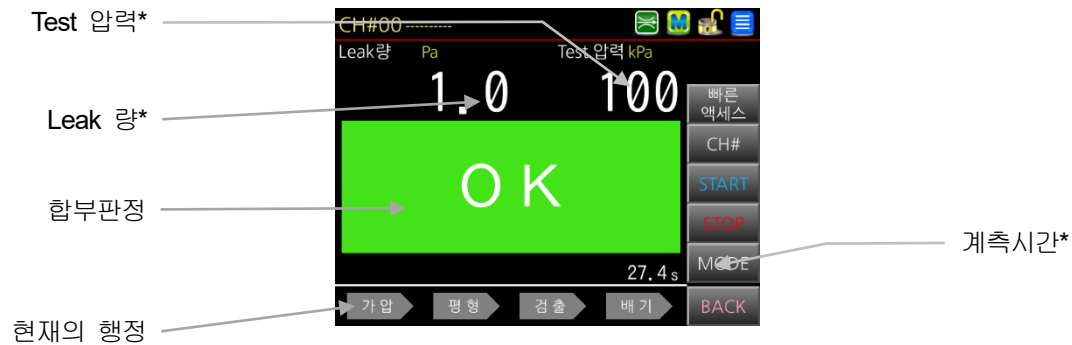 Test 압력*
Leak 량*
합부판정
현재의 행정
CH#00 ----------
M
Leak량 Pa Test 압력 kPa
1.0 100
OK
27.4 s
가압 평형 검출 배기
빠른
액세스
CH#
START
STOP
MODE
BACK
계측시간*